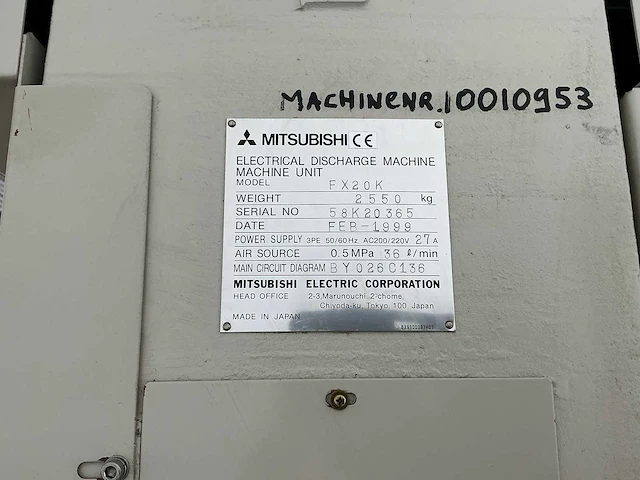 MACHINENR.10010953
MITSUBISHI CE
ELECTRICAL DISCHARGE MACHINE
MACHINE UNIT
MODEL FX20K
WEIGHT 2550 kg
SERIAL NO 58K20365
DATE FEB-1999
POWER SUPPLY 3PE 50/60Hz AC200/220V 27A
AIR SOURCE 0.5MPa 36 ℓ/min
MAIN CIRCUIT DIAGRAM BY026C136
MITSUBISHI ELECTRIC CORPORATION
HEAD OFFICE 2-3,Marunouchi 2-chome,
Chiyoda-ku, Tokyo, 100 Japan
MADE IN JAPAN